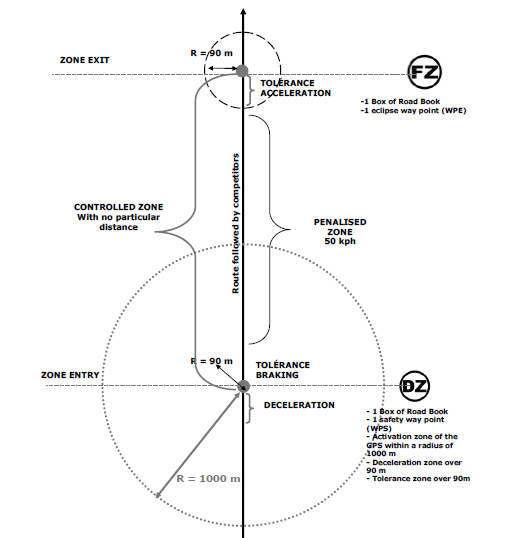 R = 90 m
ZONE EXIT
FZ
TOLÉRANCE
ACCELERATION
-1 Box of Road Book
-1 eclipse way point (WPE)
Route followed by competitors
CONTROLLED ZONE
With no particular
distance
PENALISED
ZONE
50 kph
R = 90 m
TOLÉRANCE
BRAKING
ZONE ENTRY
DZ
DECELERATION
- 1 Box of Road Book
- 1 safety way point
(WPS)
- Activation zone of the
GPS within a radius of
1000 m
- Deceleration zone over
90 m
- Tolerance zone over 90m
R = 1000 m